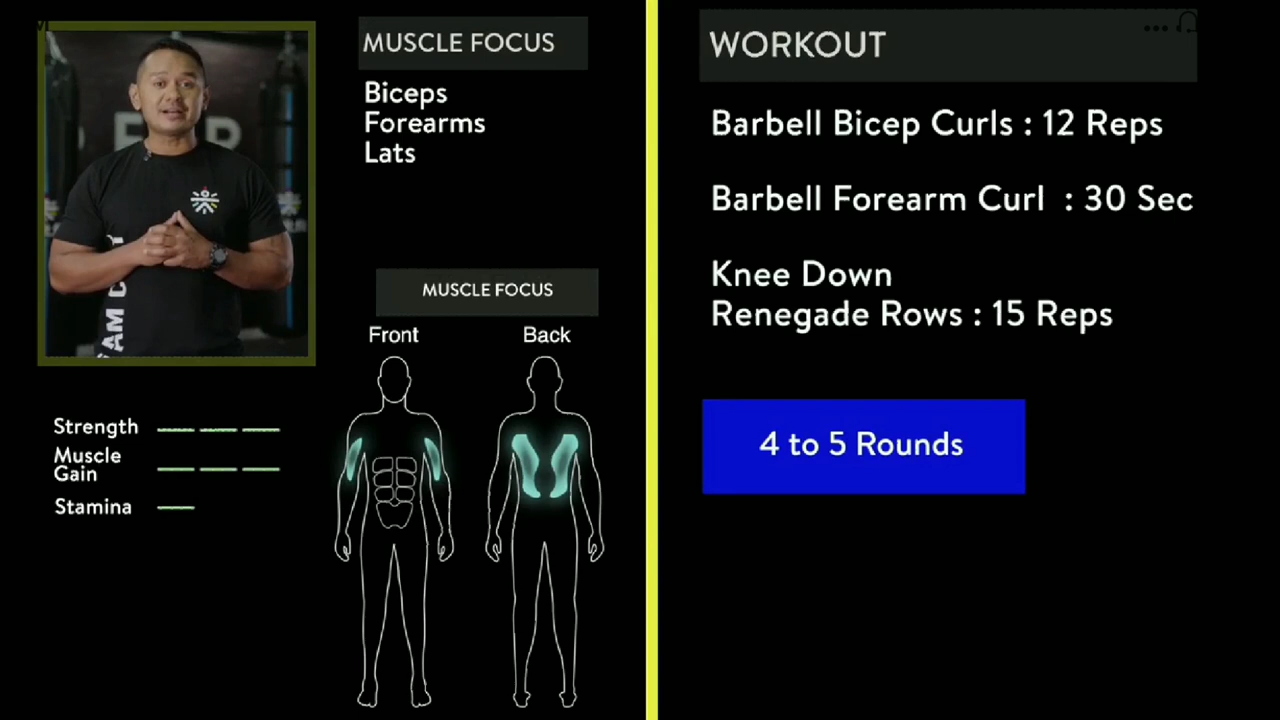 MUSCLE FOCUS
Biceps
Forearms
Lats
MUSCLE FOCUS
Front
Back
Strength
Muscle
Gain
Stamina
WORKOUT
Barbell Bicep Curls : 12 Reps
Barbell Forearm Curl : 30 Sec
Knee Down
Renegade Rows : 15 Reps
4 to 5 Rounds